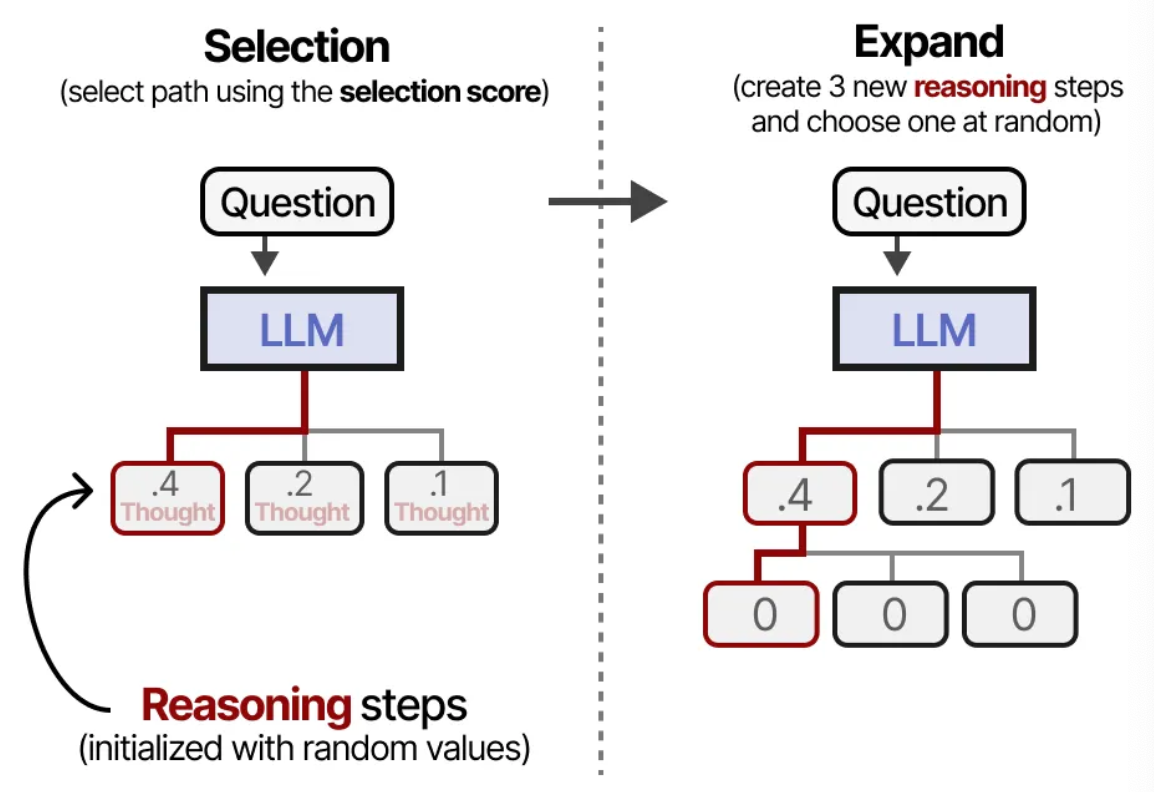 Selection
(select path using the selection score)
Question
LLM
.4
Thought
.2
Thought
.1
Thought
Reasoning steps
(initialized with random values)
Expand
(create 3 new reasoning steps
and choose one at random)
Question
LLM
.4
.2
.1
0
0
0